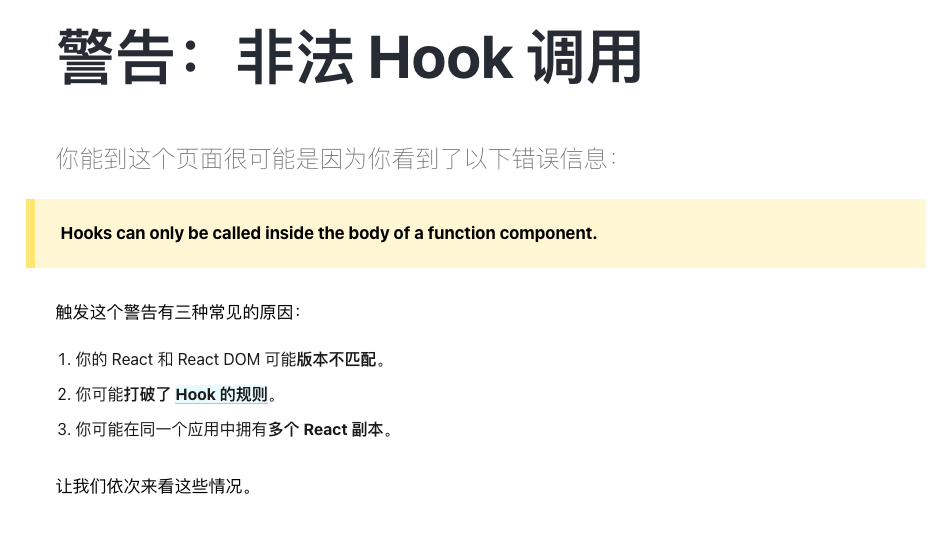 警告：非法 Hook 调用
你能到这个页面很可能是因为你看到了以下错误信息：
Hooks can only be called inside the body of a function component.
触发这个警告有三种常见的原因：
1. 你的 React 和 React DOM 可能版本不匹配。
2. 你可能打破了 Hook 的规则。
3. 你可能在同一个应用中拥有多个 React 副本。
让我们依次来看这些情况。